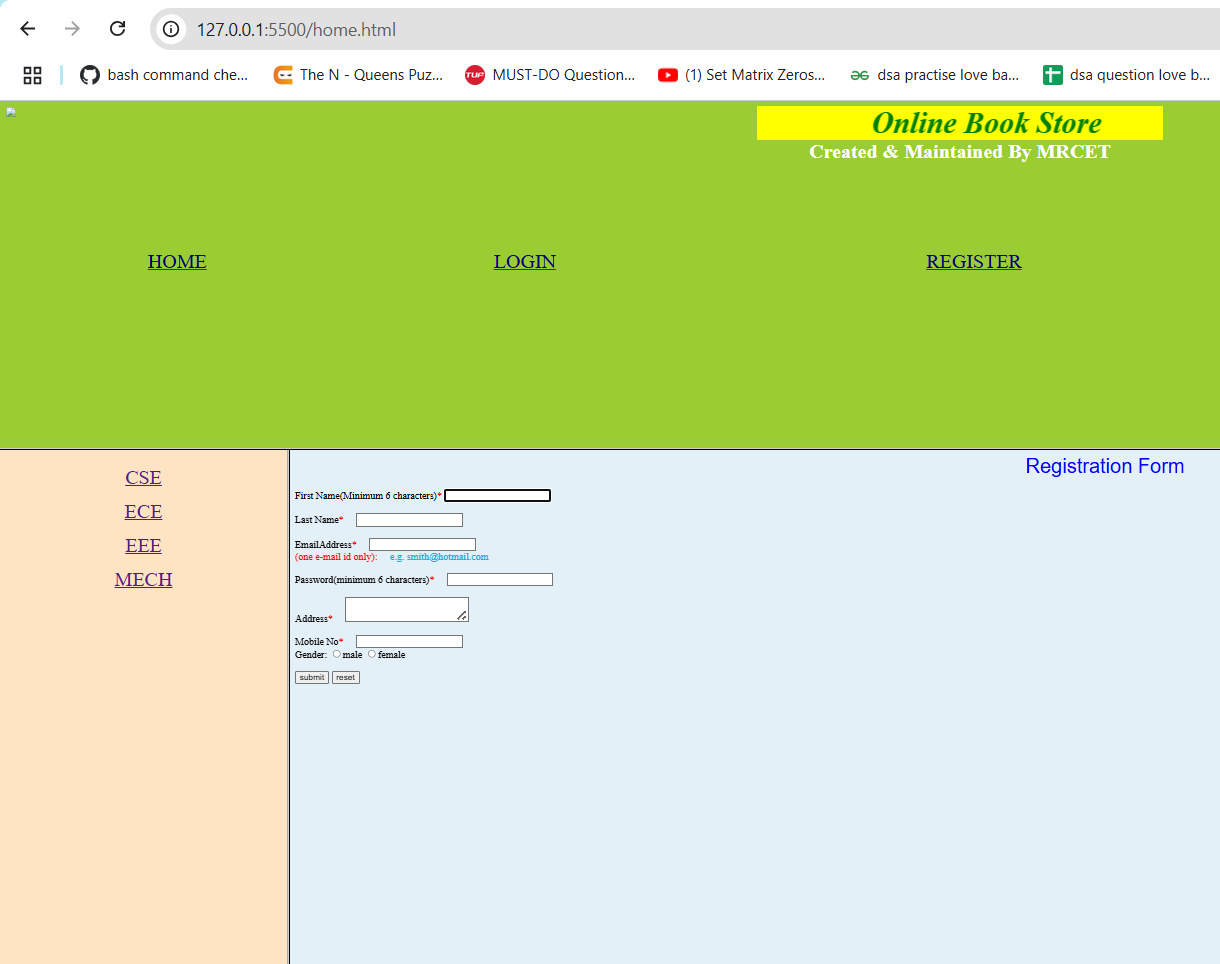 127.0.0.1:5500/home.html
bash command che... The N - Queens Puz... TUF MUST-DO Question... (1) Set Matrix Zeros... dsa practise love ba... dsa question love b...
Online Book Store
Created & Maintained By MRCET
HOME LOGIN REGISTER
CSE
ECE
EEE
MECH
Registration Form
First Name(Minimum 6 characters)*
Last Name*
EmailAddress*
(one e-mail id only): e.g. smith@hotmail.com
Password(minimum 6 characters)*
Address*
Mobile No*
Gender: male female
submit reset